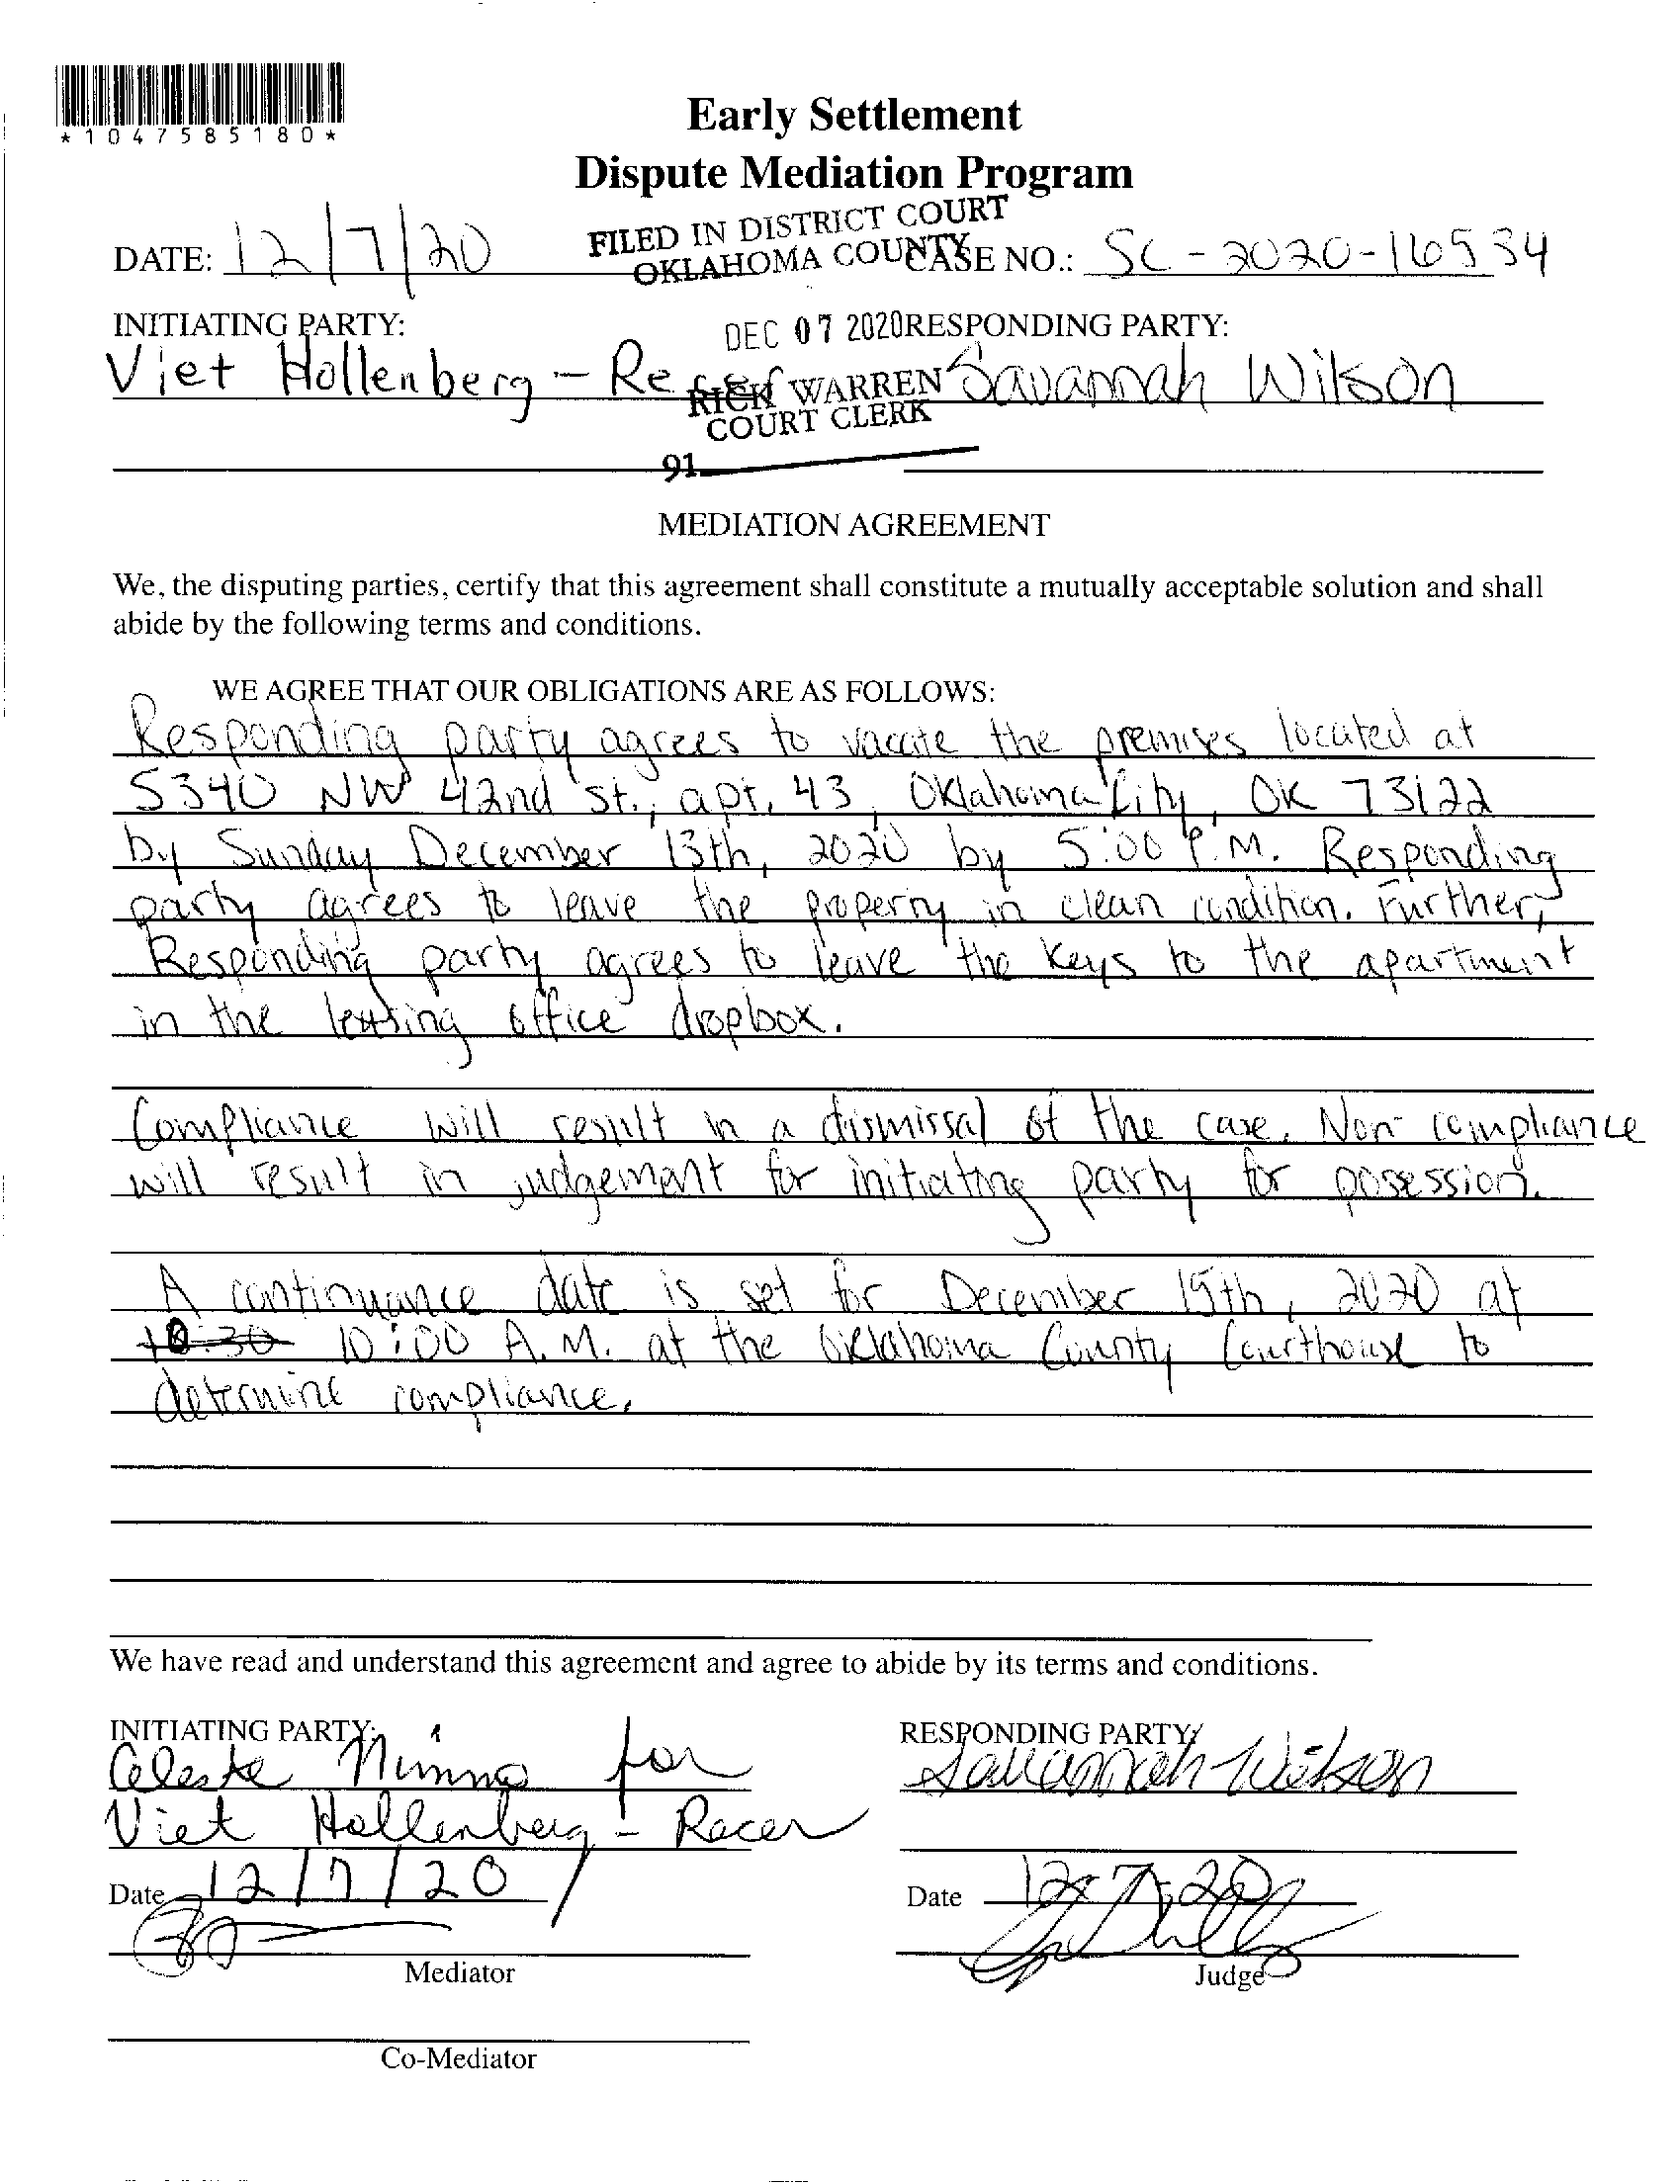 *1047585180*
Early Settlement
Dispute Mediation Program
FILED IN DISTRICT COURT
OKLAHOMA COUNTY
DATE: 12/7/20 CASE NO.: SC-2020-16534
INITIATING PARTY: DEC 07 2020 RESPONDING PARTY:
Viet Hollenberg - Savannah Wilson
RICK WARREN
COURT CLERK
91
MEDIATION AGREEMENT
We, the disputing parties, certify that this agreement shall constitute a mutually acceptable solution and shall
abide by the following terms and conditions.
WE AGREE THAT OUR OBLIGATIONS ARE AS FOLLOWS:
Responding party agrees to vacate the premises located at
5340 NW 42nd st., apt. 43, Oklahoma City, OK 73122
by Sunday December 13th, 2020 by 5:00 P.M. Responding
party agrees to leave the property in clean condition. Further,
Responding party agrees to leave the keys to the apartment
in the leasing office dropbox.
Compliance will result in a dismissal of the case. Non-compliance
will result in judgement for initiating party for posession.
A continuance date is set for December 15th, 2020 at
10:30 10:00 A.M. at the Oklahoma County Courthouse to
determine compliance.
We have read and understand this agreement and agree to abide by its terms and conditions.
INITIATING PARTY: RESPONDING PARTY:
Celeste Nimmo for Savannah Wilson
Viet Hollenberg - Racer
Date 12/7/20 Date 12-7-20
Mediator Judge
Co-Mediator